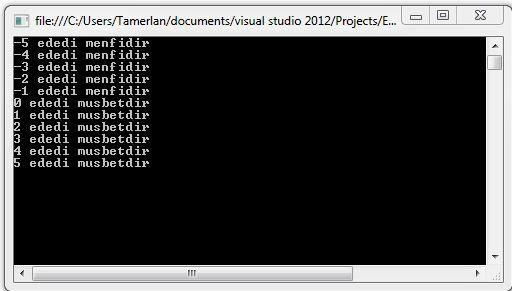 file:///C:/Users/Tamerlan/documents/visual studio 2012/Projects/E...
-5 ededi menfidir
-4 ededi menfidir
-3 ededi menfidir
-2 ededi menfidir
-1 ededi menfidir
0 ededi musbetdir
1 ededi musbetdir
2 ededi musbetdir
3 ededi musbetdir
4 ededi musbetdir
5 ededi musbetdir